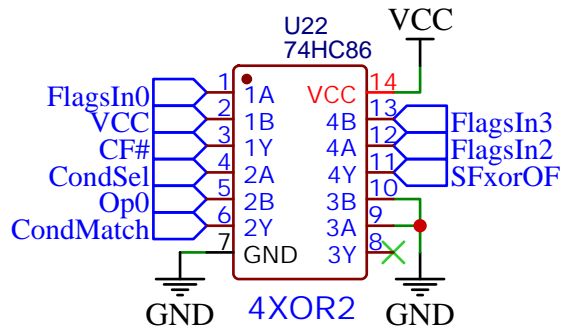 U22
74HC86
VCC
FlagsIn0 1 1A VCC 14
VCC 2 1B 4B 13 FlagsIn3
CF# 3 1Y 4A 12 FlagsIn2
CondSel 4 2A 4Y 11 SFxorOF
Op0 5 2B 3B 10
CondMatch 6 2Y 3A 9
7 GND 3Y 8
GND 4XOR2 GND